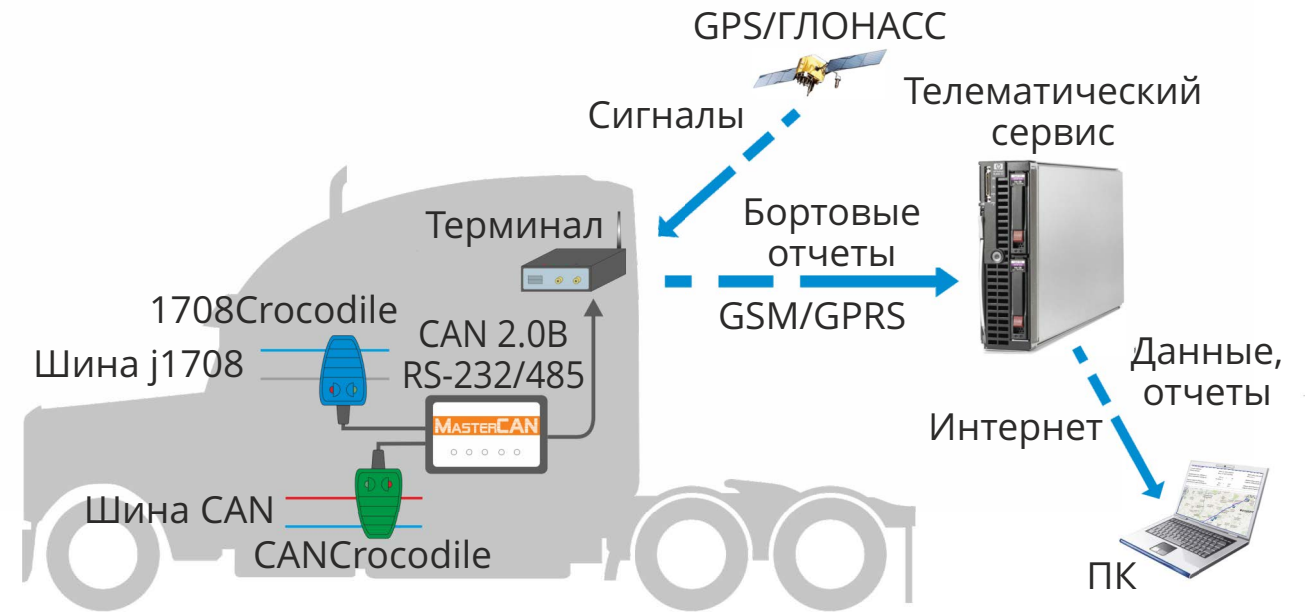 GPS/ГЛОНАСС
Сигналы
Телематический
сервис
Терминал
Бортовые
отчеты
GSM/GPRS
1708Crocodile
Шина j1708
CAN 2.0B
RS-232/485
MASTERCAN
Данные,
отчеты
Интернет
Шина CAN
CANCrocodile
ПК